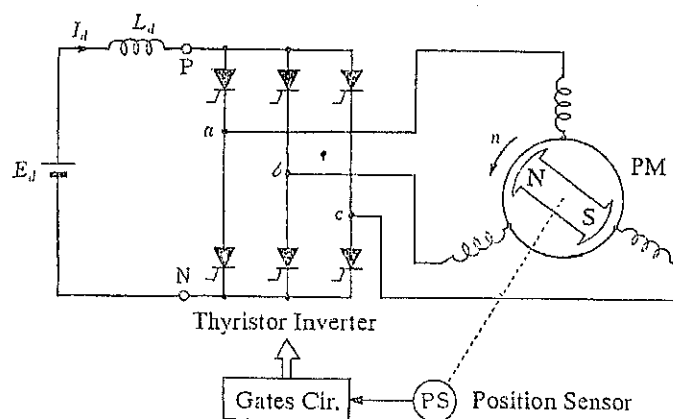 I_d L_d
P
a
n
PM
E_d
b
N
S
c
N
Thyristor Inverter
Gates Cir.
PS
Position Sensor